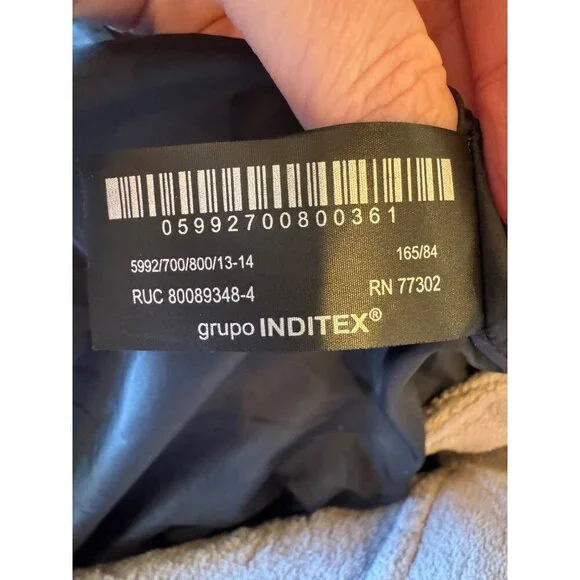 05992700800361
5992/700/800/13-14 165/84
RUC 80089348-4 RN 77302
grupo INDITEX®